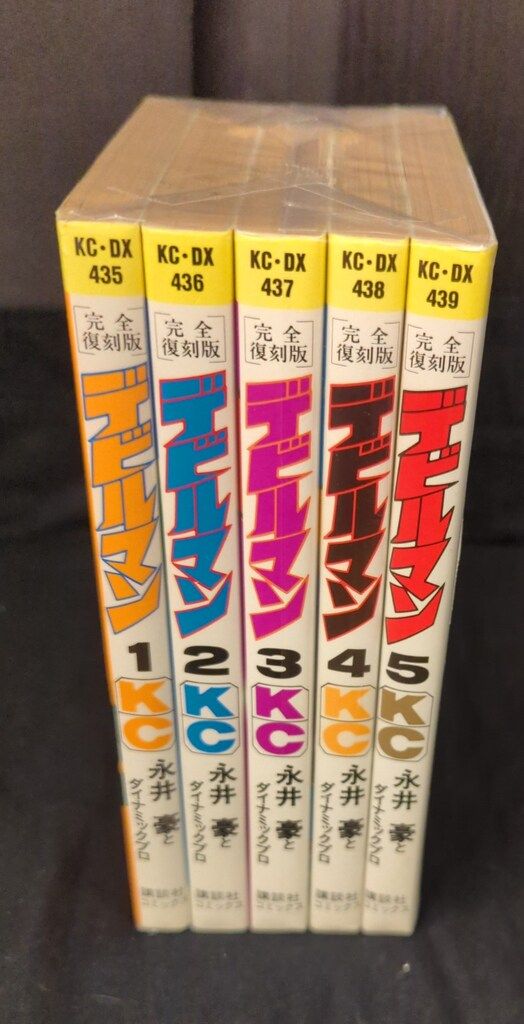 KC・DX
435
完全
復刻版
デビルマン
1
KC
永井豪と
ダイナミックプロ
講談社
コミックス
KC・DX
436
完全
復刻版
デビルマン
2
KC
永井豪と
ダイナミックプロ
講談社
コミックス
KC・DX
437
完全
復刻版
デビルマン
3
KC
永井豪と
ダイナミックプロ
講談社
コミックス
KC・DX
438
完全
復刻版
デビルマン
4
KC
永井豪と
ダイナミックプロ
講談社
コミックス
KC・DX
439
完全
復刻版
デビルマン
5
KC
永井豪と
ダイナミックプロ
講談社
コミックス